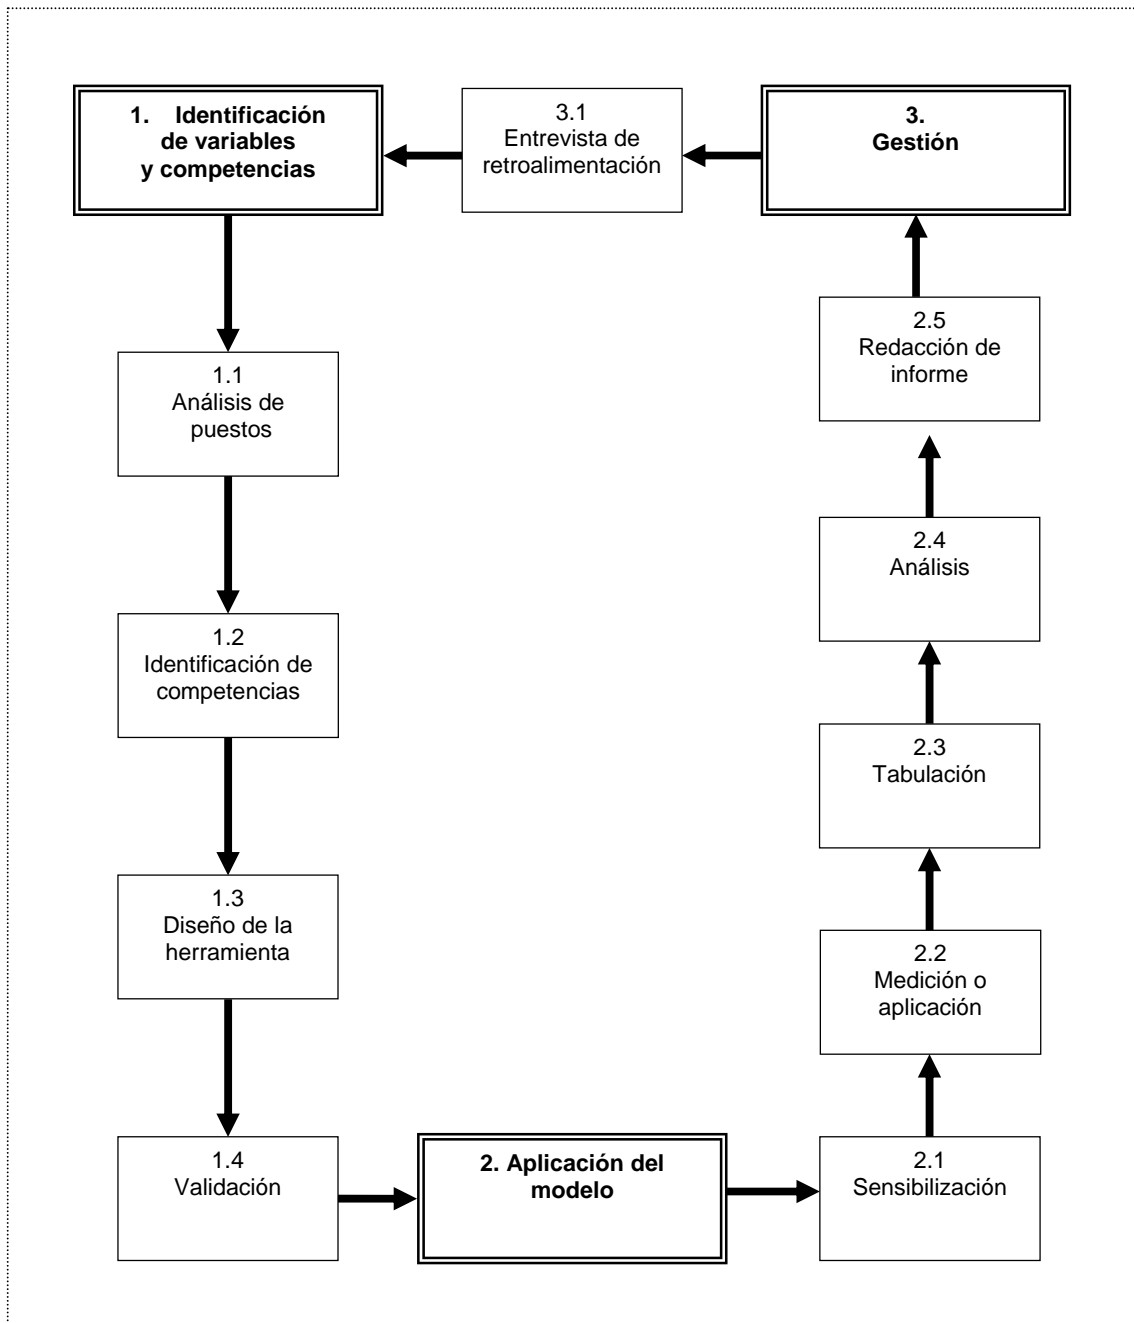 1. Identificación
de variables
y competencias
3.1
Entrevista de
retroalimentación
3.
Gestión
1.1
Análisis de
puestos
1.2
Identificación de
competencias
1.3
Diseño de la
herramienta
1.4
Validación
2. Aplicación del
modelo
2.1
Sensibilización
2.2
Medición o
aplicación
2.3
Tabulación
2.4
Análisis
2.5
Redacción de
informe